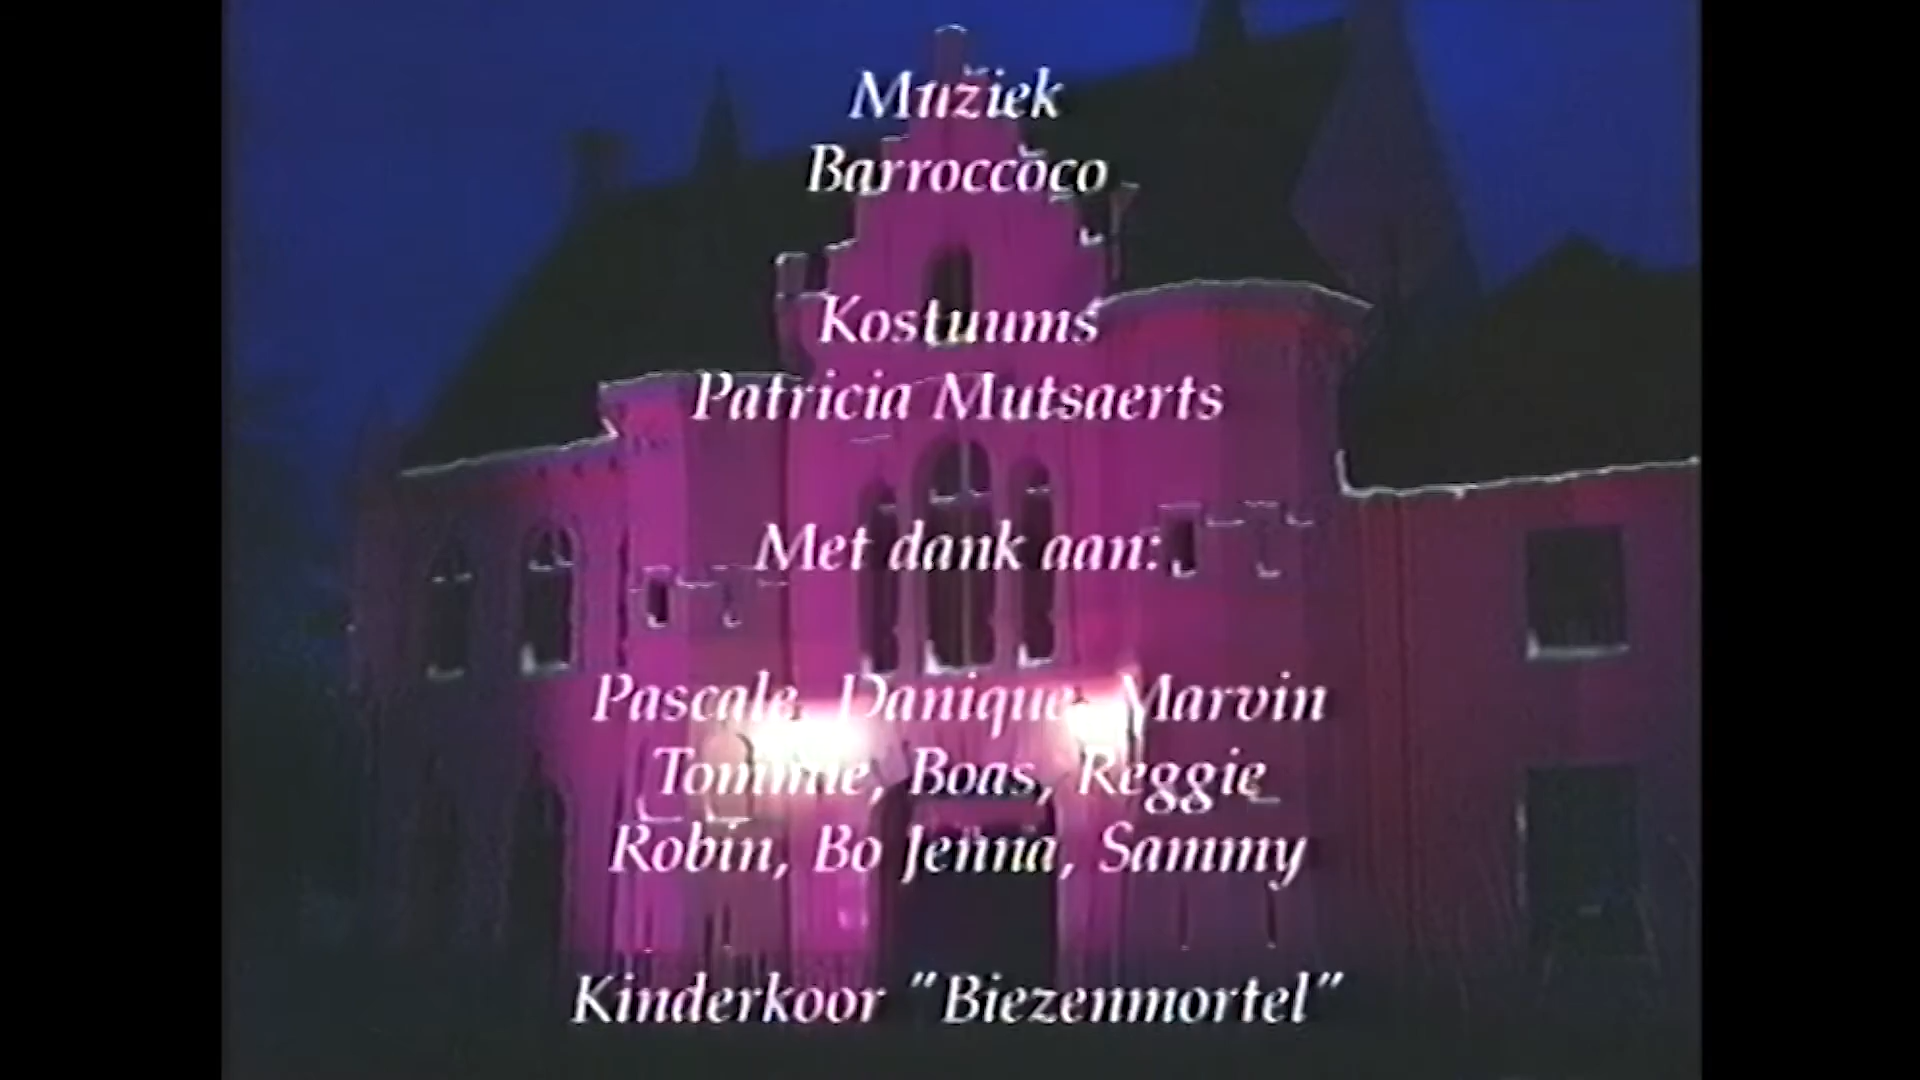 Muziek
Barroccoco
Kostuums
Patricia Mutsaerts
Met dank aan:
Pascale, Danique, Marvin
Tommie, Boas, Reggie
Robin, Bo Jenna, Sammy
Kinderkoor "Biezenmortel"